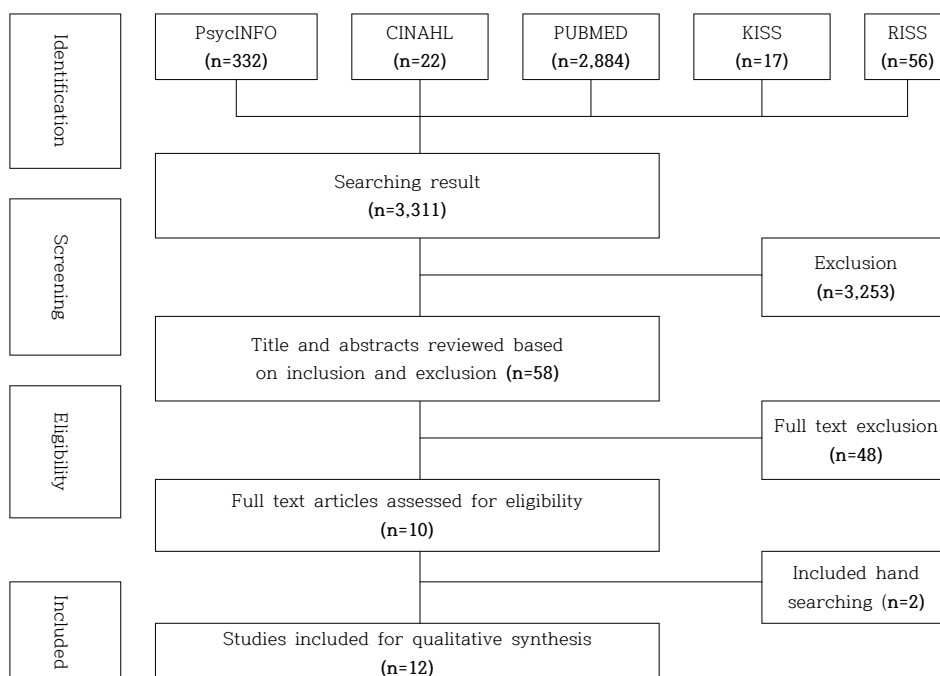 Identification
PsycINFO
(n=332)
CINAHL
(n=22)
PUBMED
(n=2,884)
KISS
(n=17)
RISS
(n=56)
Searching result
(n=3,311)
Screening
Exclusion
(n=3,253)
Title and abstracts reviewed based
on inclusion and exclusion (n=58)
Eligibility
Full text exclusion
(n=48)
Full text articles assessed for eligibility
(n=10)
Included
Included hand
searching (n=2)
Studies included for qualitative synthesis
(n=12)